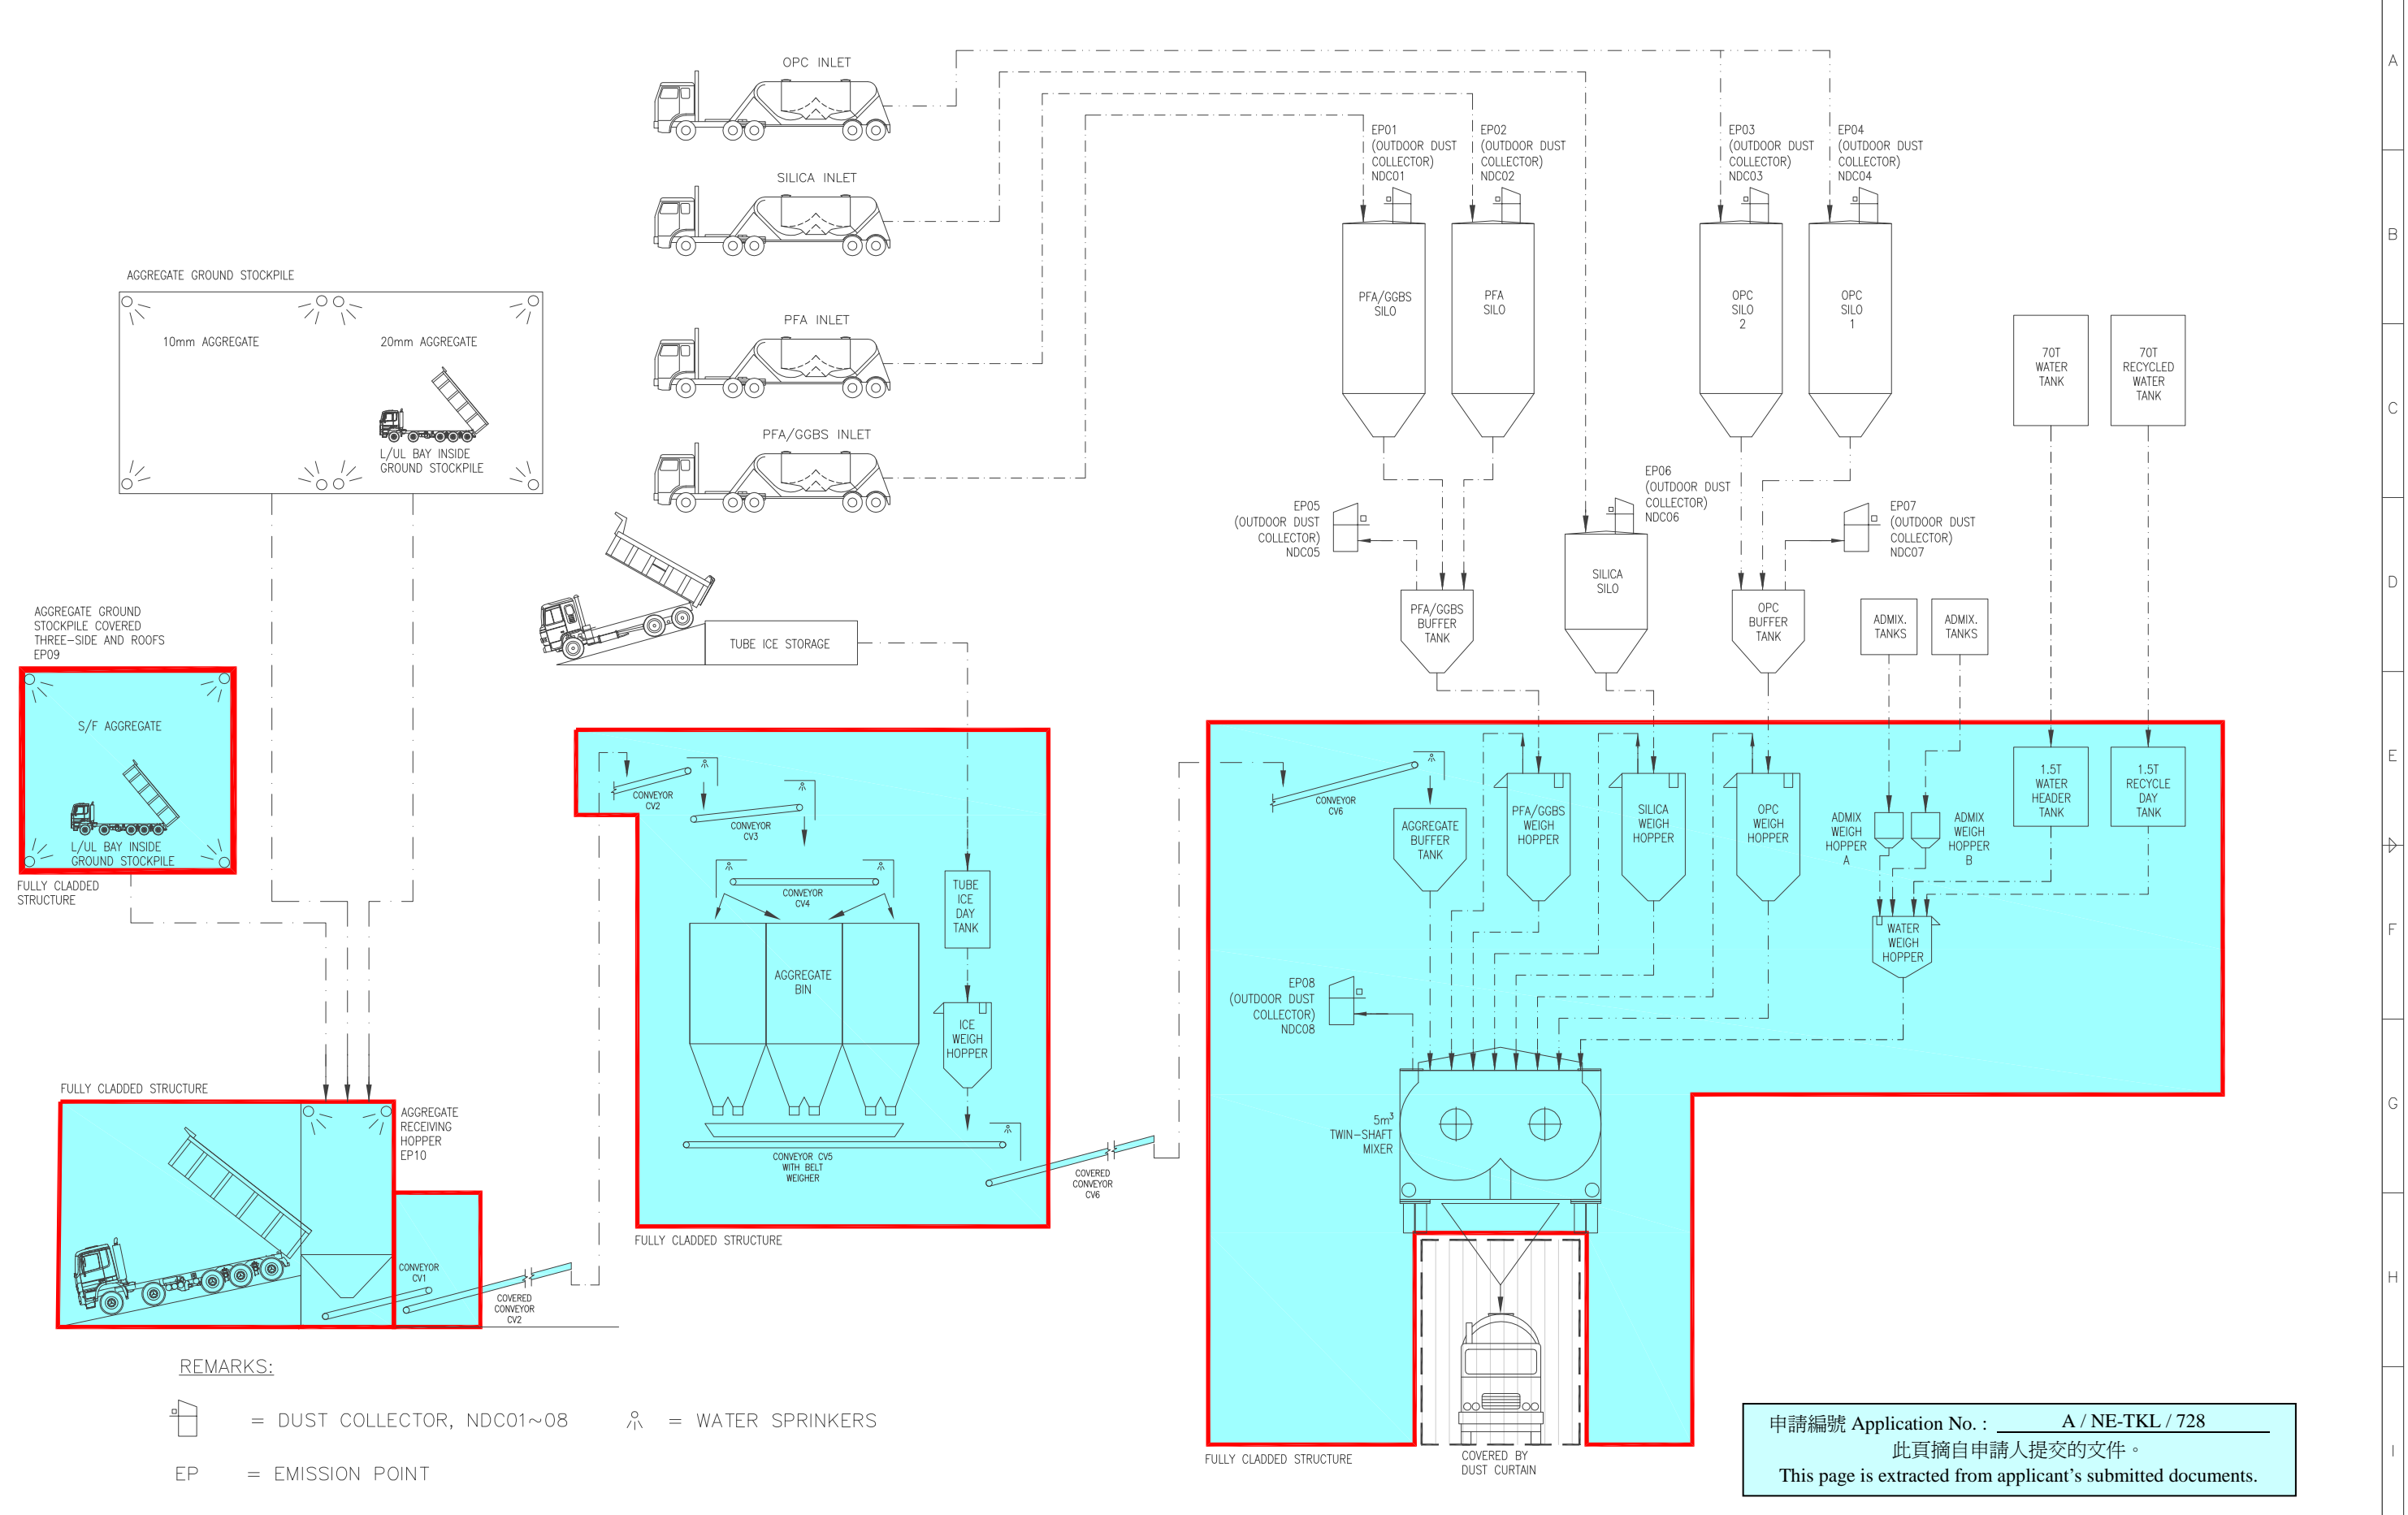 OPC INLET
SILICA INLET
PFA INLET
PFA/GGBS INLET
EP01
(OUTDOOR DUST
COLLECTOR)
NDC01
EP02
(OUTDOOR DUST
COLLECTOR)
NDC02
EP03
(OUTDOOR DUST
COLLECTOR)
NDC03
EP04
(OUTDOOR DUST
COLLECTOR)
NDC04
A
B
C
D
E
F
G
H
I
AGGREGATE GROUND STOCKPILE
10mm AGGREGATE
20mm AGGREGATE
L/UL BAY INSIDE
GROUND STOCKPILE
PFA/GGBS
SILO
PFA
SILO
OPC
SILO
2
OPC
SILO
1
70T
WATER
TANK
70T
RECYCLED
WATER
TANK
EP05
(OUTDOOR DUST
COLLECTOR)
NDC05
EP06
(OUTDOOR DUST
COLLECTOR)
NDC06
EP07
(OUTDOOR DUST
COLLECTOR)
NDC07
SILICA
SILO
PFA/GGBS
BUFFER
TANK
OPC
BUFFER
TANK
ADMIX.
TANKS
ADMIX.
TANKS
TUBE ICE STORAGE
AGGREGATE GROUND
STOCKPILE COVERED
THREE-SIDE AND ROOFS
EP09
S/F AGGREGATE
L/UL BAY INSIDE
GROUND STOCKPILE
FULLY CLADDED
STRUCTURE
CONVEYOR
CV2
CONVEYOR
CV3
CONVEYOR
CV4
AGGREGATE
BIN
TUBE
ICE
DAY
TANK
ICE
WEIGH
HOPPER
CONVEYOR CV5
WITH BELT
WEIGHER
FULLY CLADDED STRUCTURE
COVERED
CONVEYOR
CV6
CONVEYOR
CV6
AGGREGATE
BUFFER
TANK
PFA/GGBS
WEIGH
HOPPER
SILICA
WEIGH
HOPPER
OPC
WEIGH
HOPPER
ADMIX
WEIGH
HOPPER
A
ADMIX
WEIGH
HOPPER
B
1.5T
WATER
HEADER
TANK
1.5T
RECYCLE
DAY
TANK
WATER
WEIGH
HOPPER
EP08
(OUTDOOR DUST
COLLECTOR)
NDC08
5m³
TWIN-SHAFT
MIXER
FULLY CLADDED STRUCTURE
COVERED BY
DUST CURTAIN
FULLY CLADDED STRUCTURE
AGGREGATE
RECEIVING
HOPPER
EP10
CONVEYOR
CV1
COVERED
CONVEYOR
CV2
REMARKS:
= DUST COLLECTOR, NDC01~08
= WATER SPRINKERS
EP = EMISSION POINT
申請編號 Application No. : A / NE-TKL / 728
此頁摘自申請人提交的文件。
This page is extracted from applicant's submitted documents.